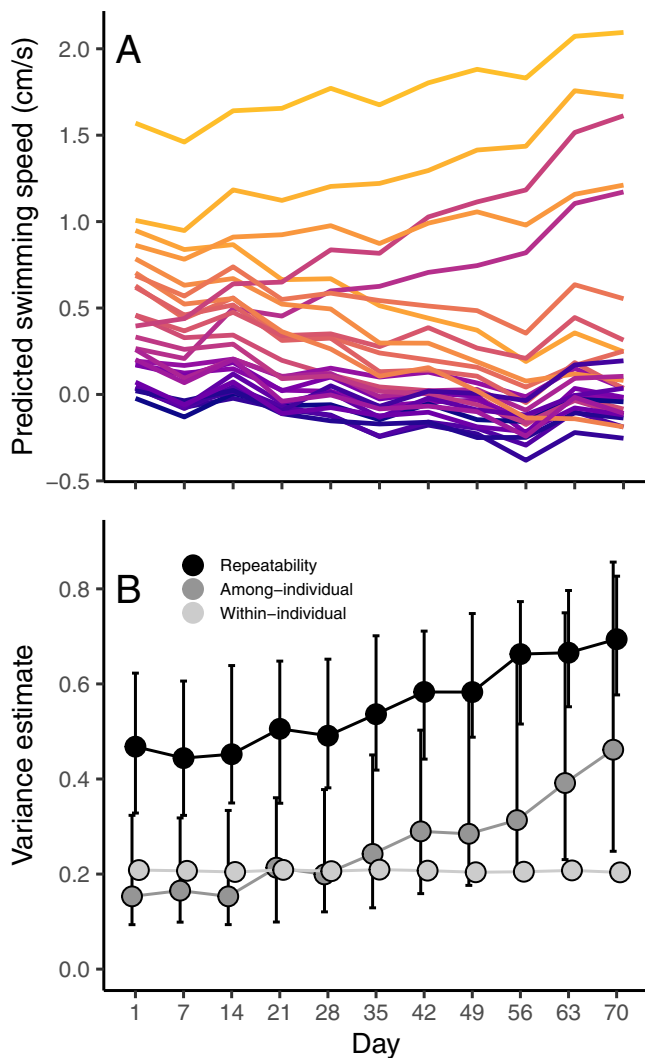 A
Predicted swimming speed (cm/s)
2.0
1.5
1.0
0.5
0.0
−0.5
B
Repeatability
Among−individual
Within−individual
Variance estimate
0.8
0.6
0.4
0.2
0.0
1 7 14 21 28 35 42 49 56 63 70
Day